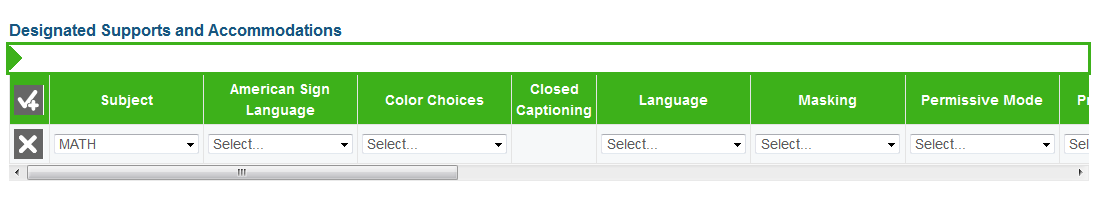 Designated Supports and Accommodations
Subject
American Sign
Language
Color Choices
Closed
Captioning
Language
Masking
Permissive Mode
MATH
Select...
Select...
Select...
Select...
Select...